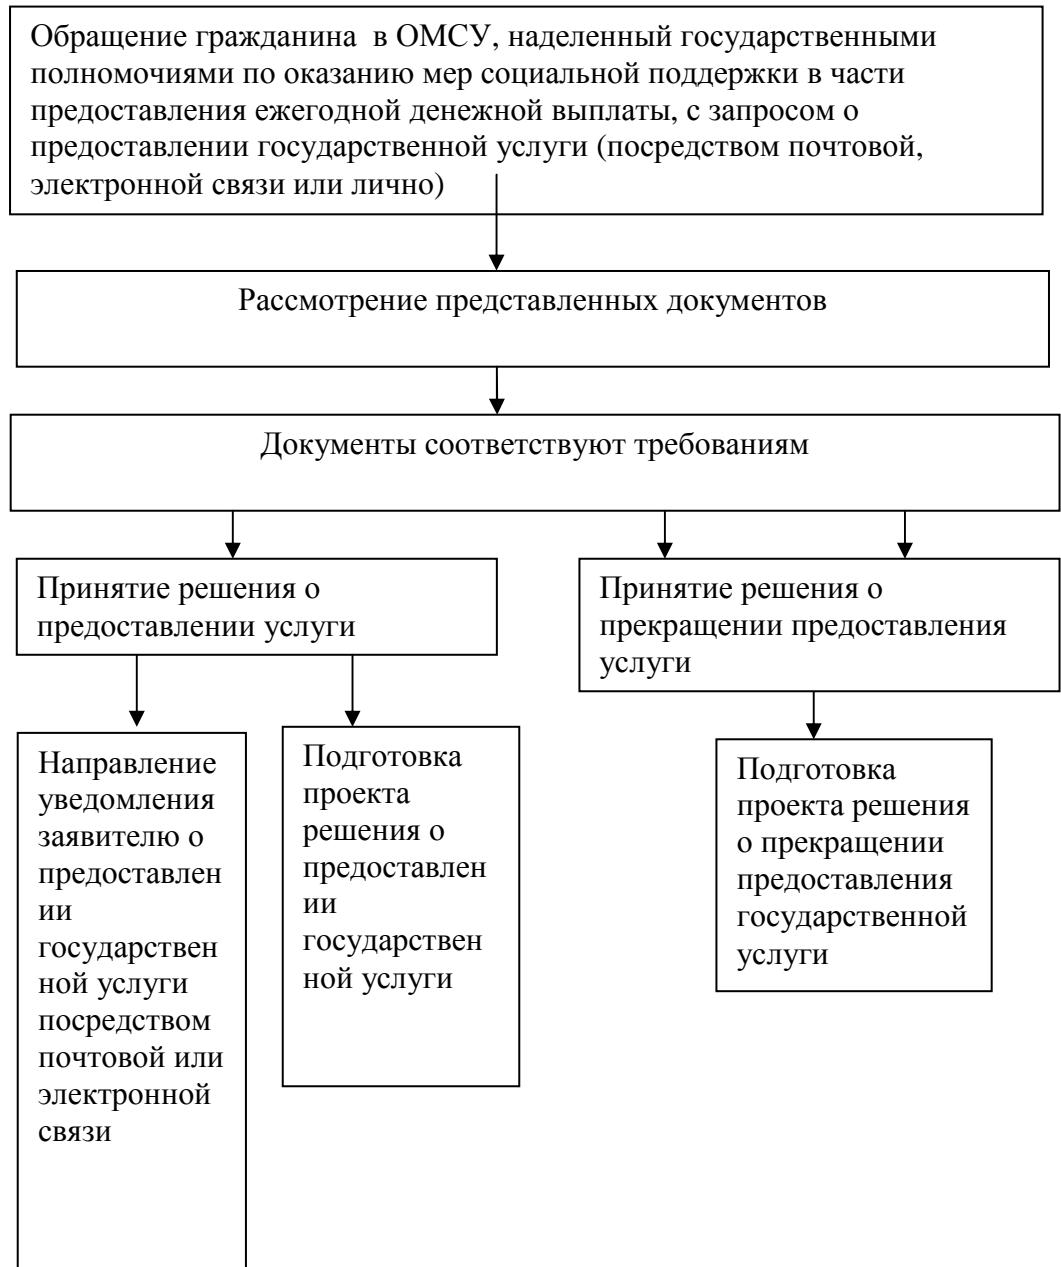 Обращение гражданина  в ОМСУ, наделенный государственными
полномочиями по оказанию мер социальной поддержки в части
предоставления ежегодной денежной выплаты, с запросом о
предоставлении государственной услуги (посредством почтовой,
электронной связи или лично)
Рассмотрение представленных документов
Документы соответствуют требованиям
Принятие решения о
предоставлении услуги
Принятие решения о
прекращении предоставления
услуги
Направление
уведомления
заявителю о
предоставлен
ии
государствен
ной услуги
посредством
почтовой или
электронной
связи
Подготовка
проекта
решения о
предоставлен
ии
государствен
ной услуги
Подготовка
проекта решения
о прекращении
предоставления
государственной
услуги